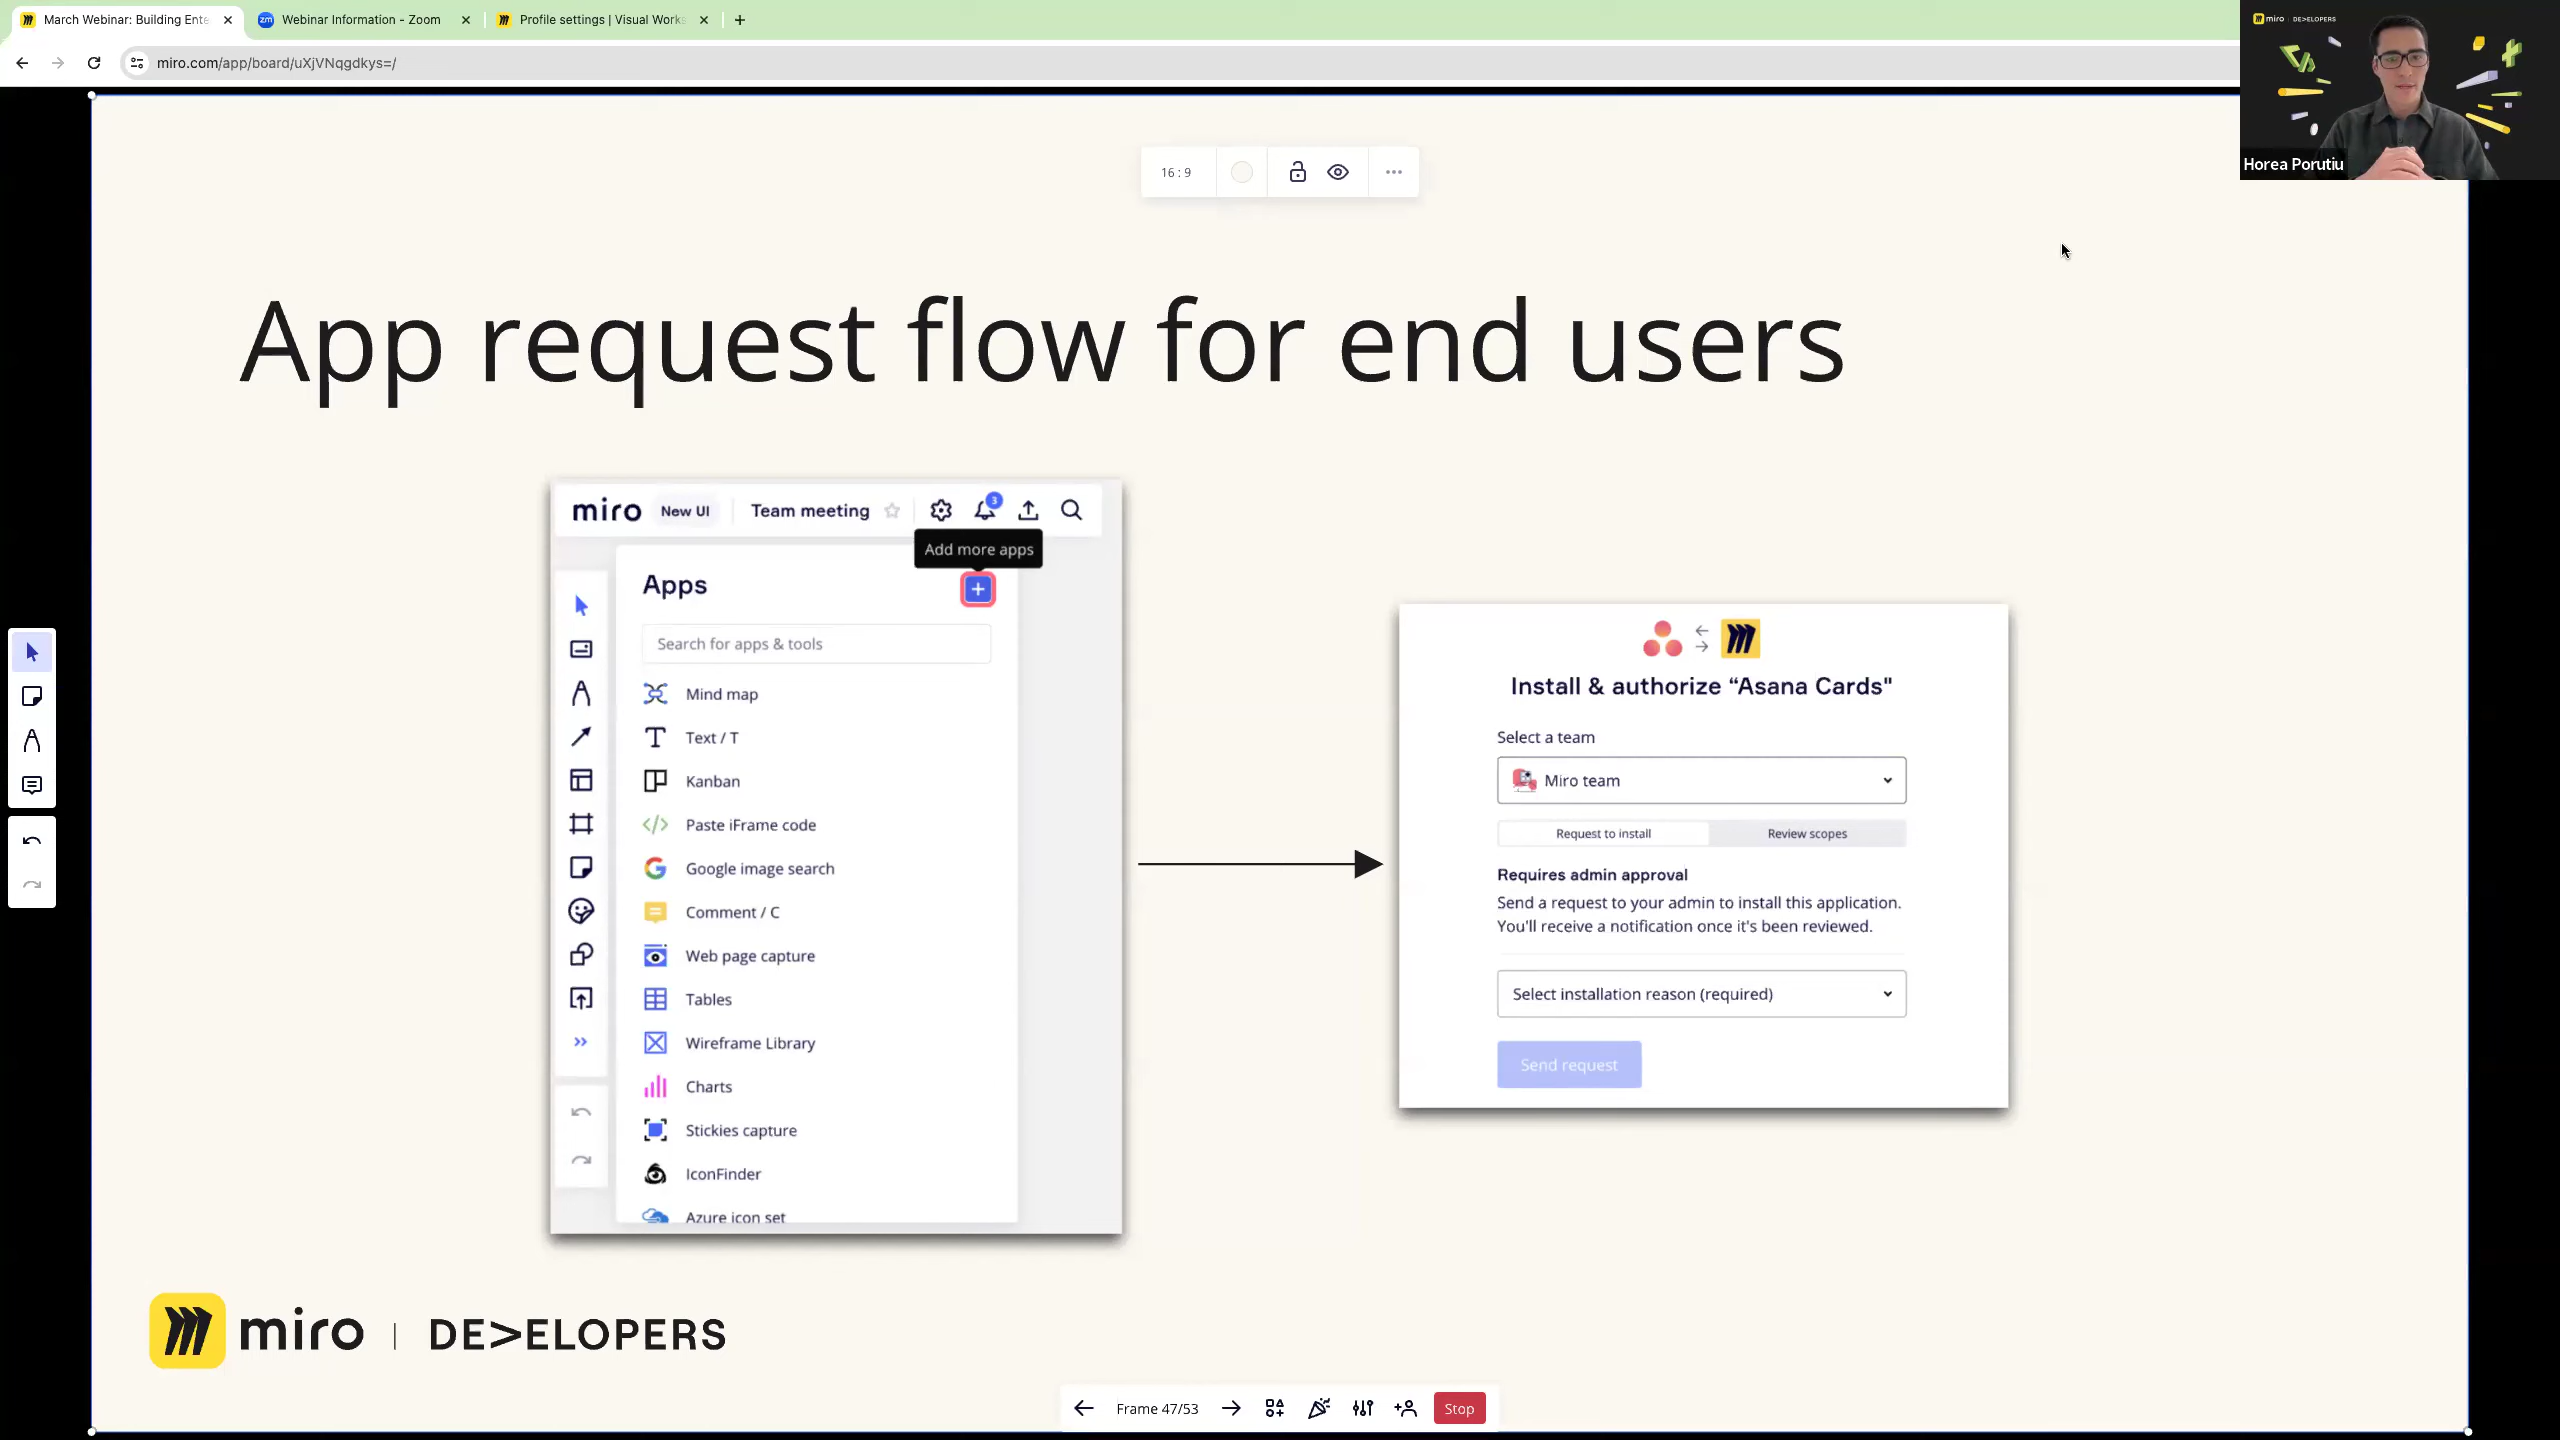 March Webinar: Building Ente
Webinar Information - Zoom
Profile settings | Visual Works
miro.com/app/board/uXjVNqgdkys=/
miro | DE>ELOPERS
Horea Porutiu
16 : 9
App request flow for end users
miro New UI Team meeting 3
Add more apps
Apps
Search for apps & tools
Mind map
Text / T
Kanban
Paste iFrame code
Google image search
Comment / C
Web page capture
Tables
Wireframe Library
Charts
Stickies capture
IconFinder
Azure icon set
Install & authorize “Asana Cards"
Select a team
Miro team
Request to install Review scopes
Requires admin approval
Send a request to your admin to install this application.
You'll receive a notification once it's been reviewed.
Select installation reason (required)
Send request
miro | DE>ELOPERS
Frame 47/53 Stop